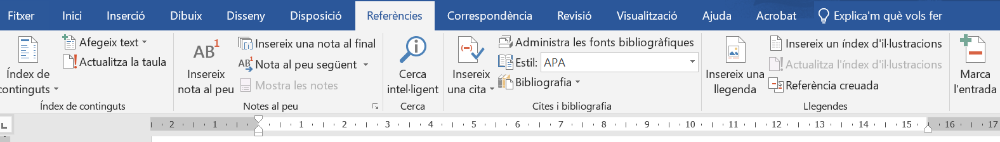 Fitxer Inici Inserció Dibuix Disseny Disposició Referències Correspondència Revisió Visualització Ajuda Acrobat Explica'm què vols fer
Índex de
continguts
Afegeix text
Actualitza la taula
Índex de continguts
AB1
Insereix
nota al peu
Insereix una nota al final
AB1
Nota al peu següent
Mostra les notes
Notes al peu
Cerca
intel·ligent
Cerca
Insereix
una cita
Administra les fonts bibliogràfiques
Estil: APA
Bibliografia
Cites i bibliografia
Insereix una
llegenda
Insereix un índex d'il·lustracions
Actualitza l'índex d'il·lustracions
Referència creuada
Llegendes
Marca
l'entrada
L 2 1 1 2 3 4 5 6 7 8 9 10 11 12 13 14 15 16 17